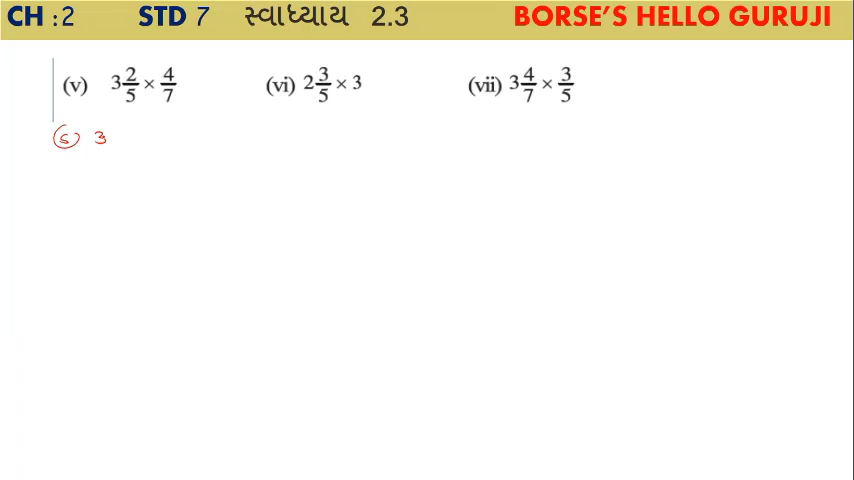 CH : 2 STD 7 સ્વાધ્યાય 2.3 BORSE'S HELLO GURUJI
(v) 3 2/5 × 4/7 (vi) 2 3/5 × 3 (vii) 3 4/7 × 3/5
5 3